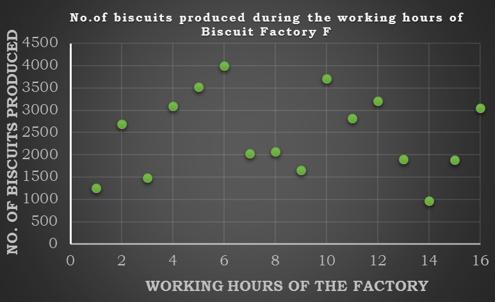 No.of biscuits produced during the working hours of
Biscuit Factory F
NO. OF BISCUITS PRODUCED
4500
4000
3500
3000
2500
2000
1500
1000
500
0
0 2 4 6 8 10 12 14 16
WORKING HOURS OF THE FACTORY